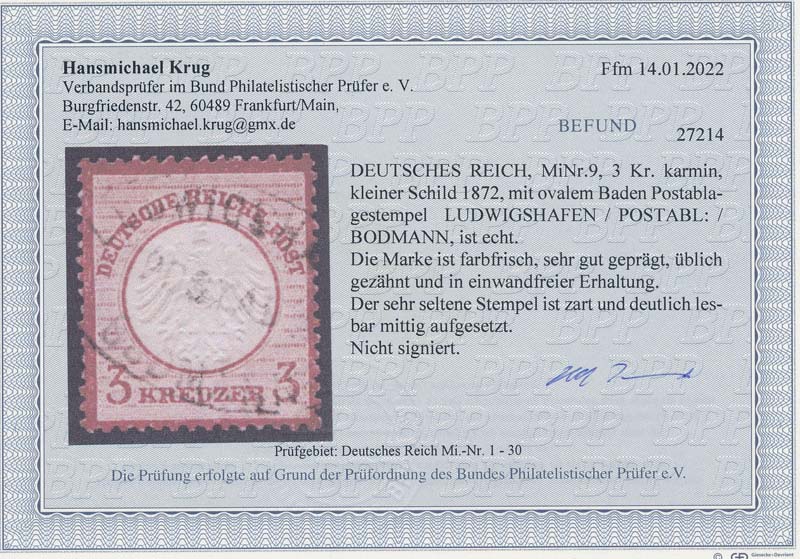 Hansmichael Krug
Verbandsprüfer im Bund Philatelistischer Prüfer e. V.
Burgfriedenstr. 42, 60489 Frankfurt/Main,
E-Mail: hansmichael.krug@gmx.de
Ffm 14.01.2022
BEFUND
27214
DEUTSCHES REICH, MiNr.9, 3 Kr. karmin,
kleiner Schild 1872, mit ovalem Baden Postabla-
gestempel LUDWIGSHAFEN / POSTABL: /
BODMANN, ist echt.
Die Marke ist farbfrisch, sehr gut geprägt, üblich
gezähnt und in einwandfreier Erhaltung.
Der sehr seltene Stempel ist zart und deutlich les-
bar mittig aufgesetzt.
Nicht signiert.
DEUTSCHE REICHS-POST
3 KREUZER 3
Prüfgebiet: Deutsches Reich Mi.-Nr. 1 - 30
Die Prüfung erfolgte auf Grund der Prüfordnung des Bundes Philatelistischer Prüfer e.V.
© GD Giesecke+Devrient